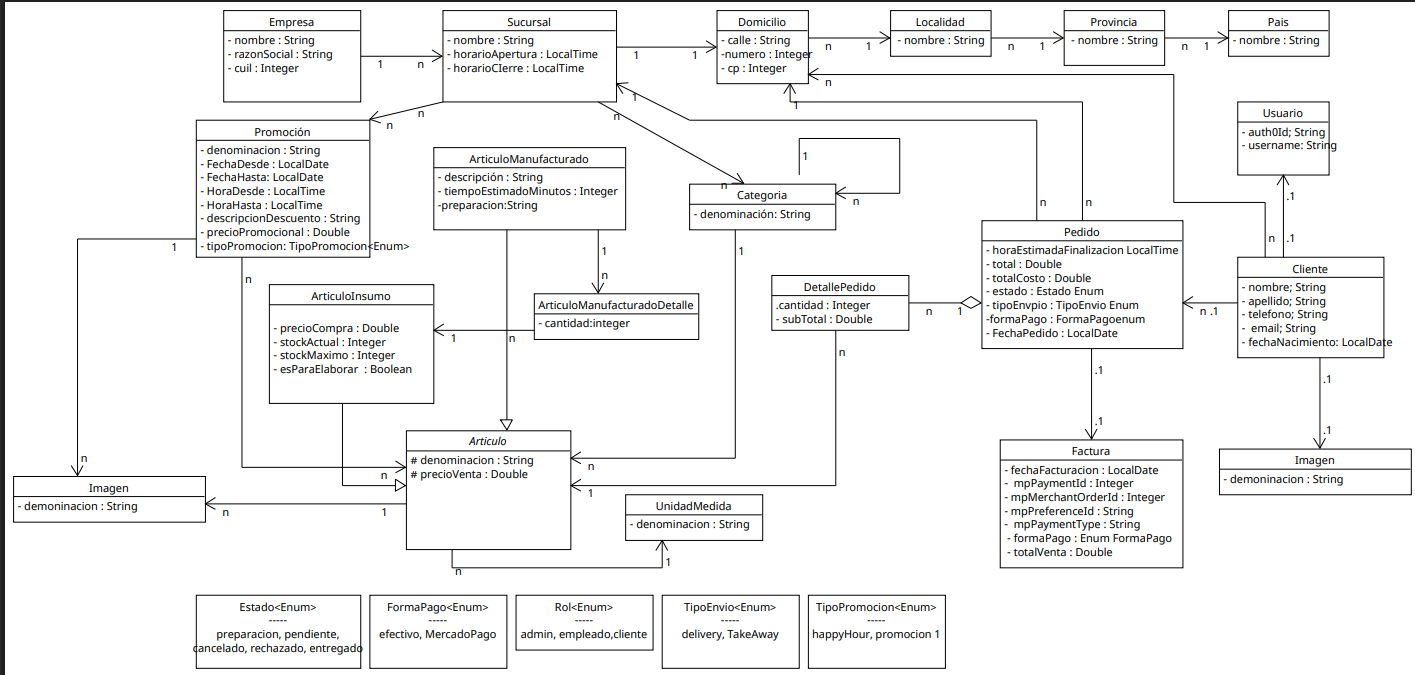 Empresa
- nombre : String
- razonSocial : String
- cuil : Integer
1
n
Sucursal
- nombre : String
- horarioApertura : LocalTime
- horarioCIerre : LocalTime
1
1
Domicilio
- calle : String
-numero : Integer
- cp : Integer
n
1
Localidad
- nombre : String
n
1
Provincia
- nombre : String
n
1
Pais
- nombre : String
n
n
n
1
n
1
n
Promoción
- denominacion : String
- FechaDesde : LocalDate
- FechaHasta: LocalDate
- HoraDesde : LocalTime
- HoraHasta : LocalTime
- descripcionDescuento : String
- precioPromocional : Double
- tipoPromocion: TipoPromocion<Enum>
1
n
n
n
ArticuloManufacturado
- descripción : String
- tiempoEstimadoMinutos : Integer
-preparacion:String
1
n
n
Categoria
- denominación: String
1
n
1
n
Usuario
- auth0Id; String
- username: String
.1
.1
n
n
n
Pedido
- horaEstimadaFinalizacion LocalTime
- total : Double
- totalCosto : Double
- estado : Estado Enum
- tipoEnvpio : TipoEnvio Enum
-formaPago : FormaPagoenum
- FechaPedido : LocalDate
n .1
Cliente
- nombre; String
- apellido; String
- telefono; String
- email; String
- fechaNacimiento: LocalDate
.1
.1
DetallePedido
.cantidad : Integer
- subTotal : Double
n
1
n
1
ArticuloInsumo
- precioCompra : Double
- stockActual : Integer
- stockMaximo : Integer
- esParaElaborar : Boolean
ArticuloManufacturadoDetalle
- cantidad:integer
1
n
.1
.1
Articulo
# denominacion : String
# precioVenta : Double
1
n
Imagen
- demoninacion : String
n
1
UnidadMedida
- denominacion : String
Factura
- fechaFacturacion : LocalDate
- mpPaymentId : Integer
- mpMerchantOrderId : Integer
- mpPreferenceId : String
- mpPaymentType : String
- formaPago : Enum FormaPago
- totalVenta : Double
Imagen
- demoninacion : String
Estado<Enum>
-----
preparacion, pendiente,
cancelado, rechazado, entregado
FormaPago<Enum>
-----
efectivo, MercadoPago
Rol<Enum>
-----
admin, empleado,cliente
TipoEnvio<Enum>
-----
delivery, TakeAway
TipoPromocion<Enum>
-----
happyHour, promocion 1